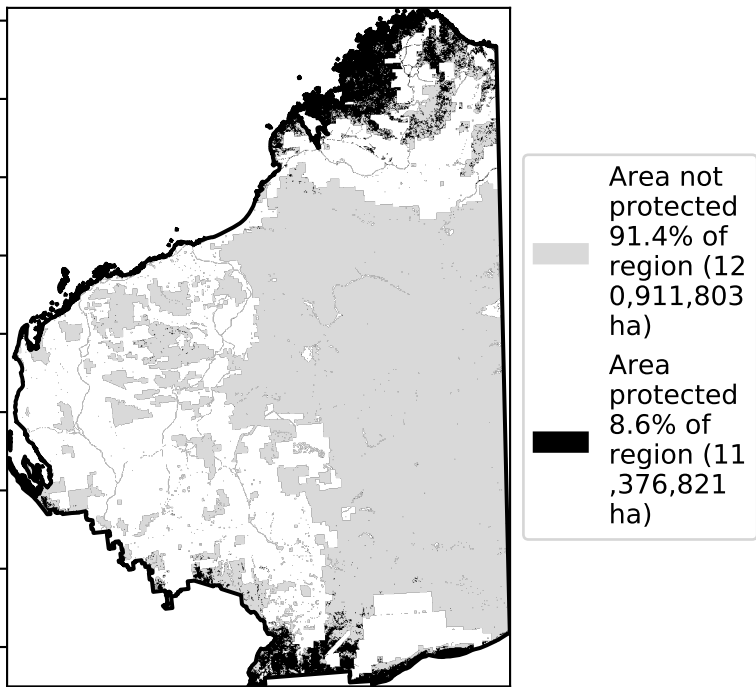 Area not
protected
91.4% of
region (12
0,911,803
ha)
Area
protected
8.6% of
region (11
,376,821
ha)